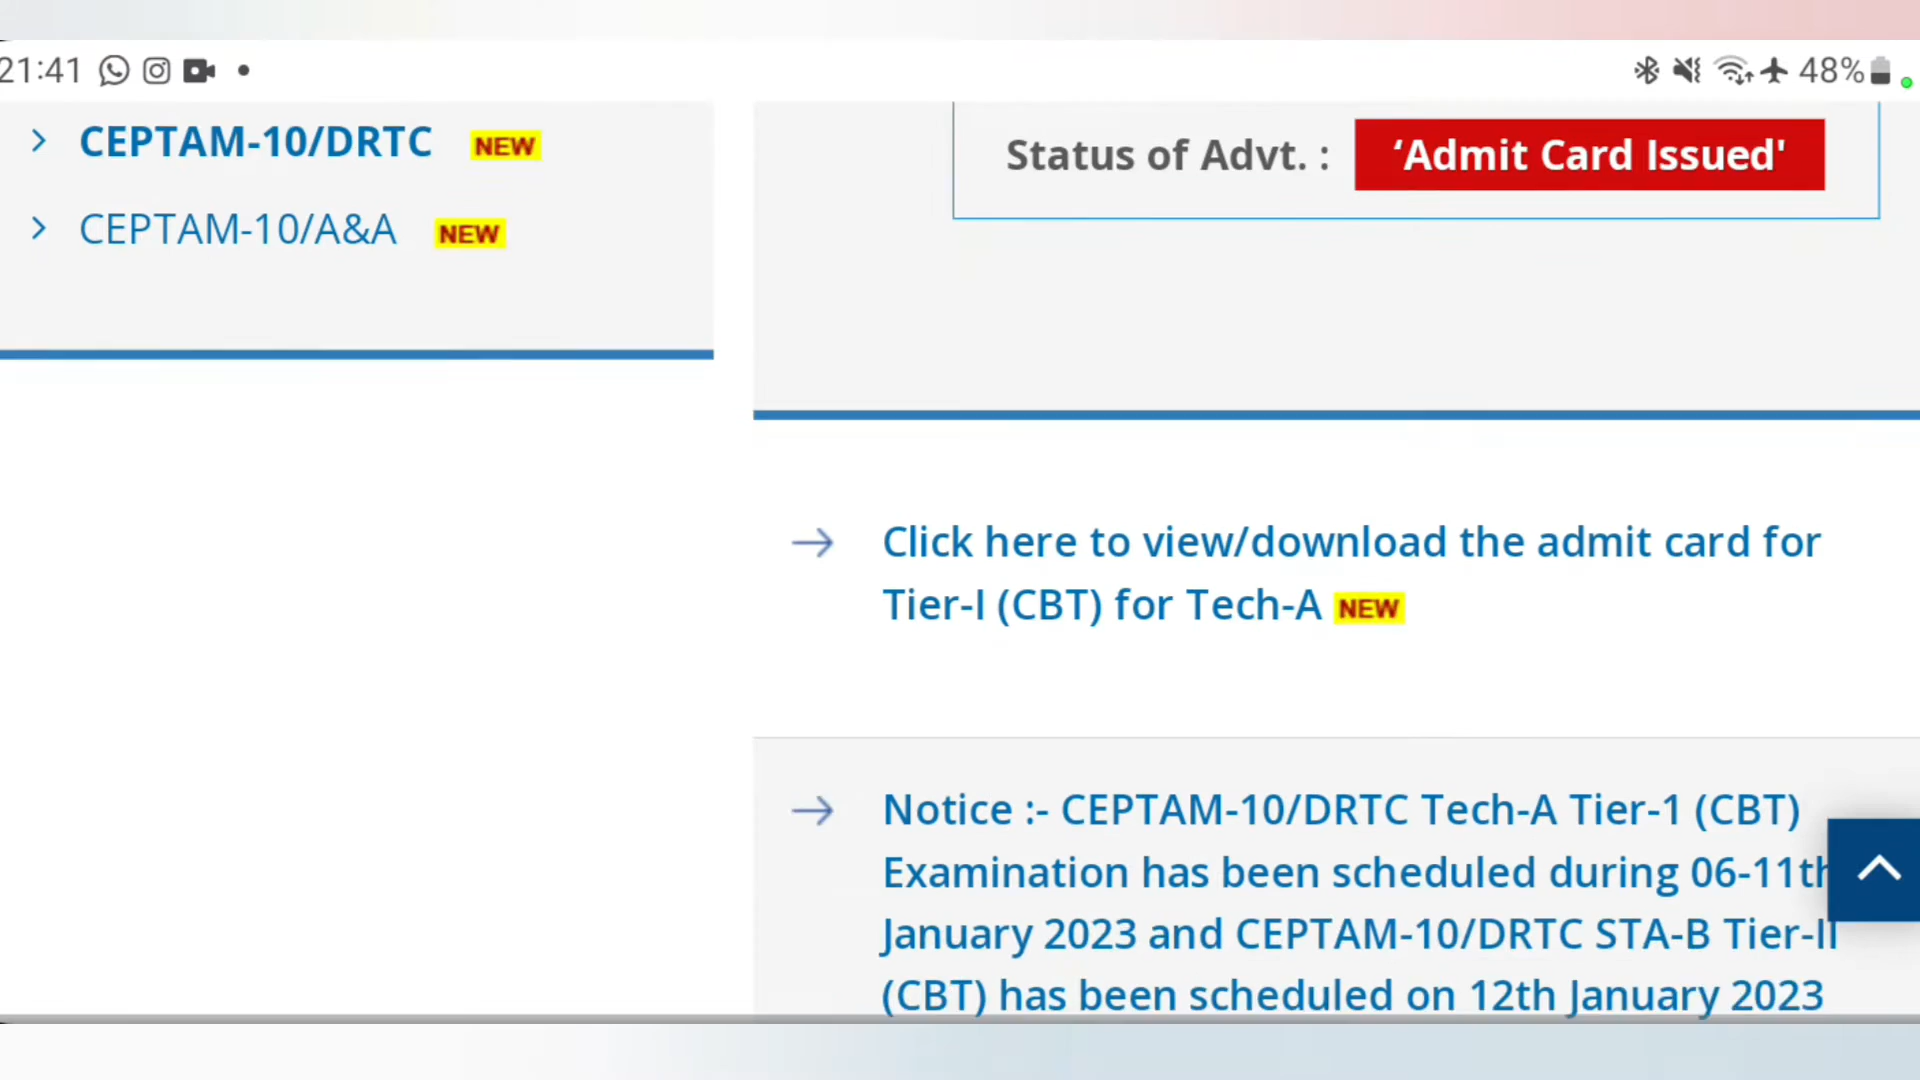 21:41
48%
CEPTAM-10/DRTC NEW
CEPTAM-10/A&A NEW
Status of Advt. : ‘Admit Card Issued'
Click here to view/download the admit card for
Tier-I (CBT) for Tech-A NEW
Notice :- CEPTAM-10/DRTC Tech-A Tier-1 (CBT)
Examination has been scheduled during 06-11th
January 2023 and CEPTAM-10/DRTC STA-B Tier-II
(CBT) has been scheduled on 12th January 2023